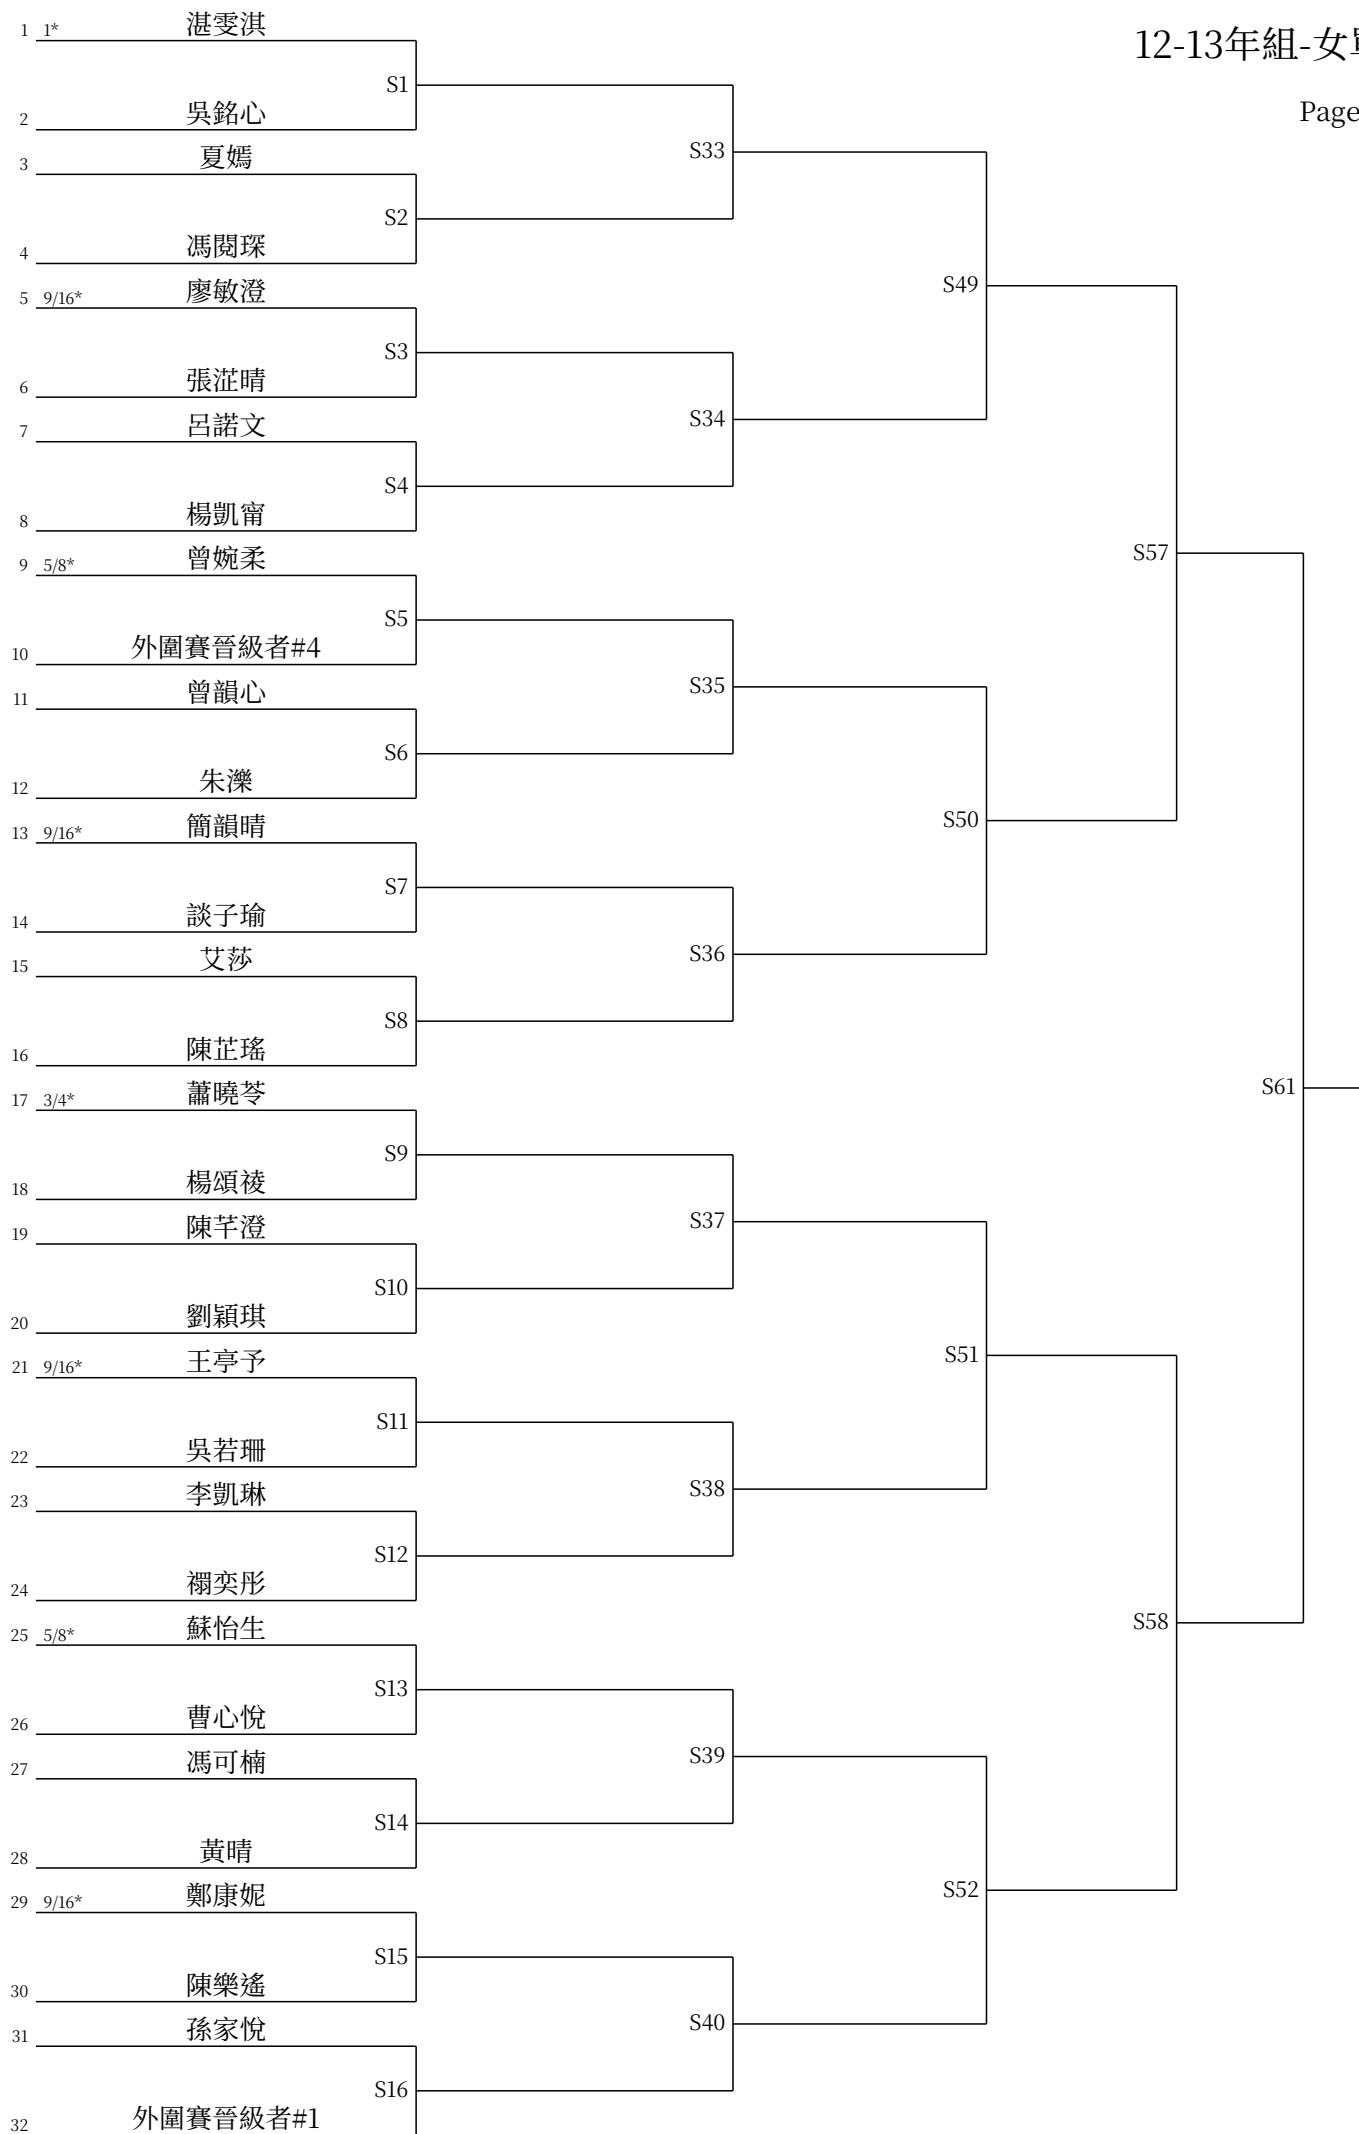 12-13年組-女單
Page
1 1* 湛雯淇
S1
2 吳銘心
3 夏嫣
S33
S2
4 馮閱琛
5 9/16* 廖敏澄
S49
S3
6 張淽晴
7 呂諾文
S34
S4
8 楊凱甯
9 5/8* 曾婉柔
S57
S5
10 外圍賽晉級者#4
11 曾韻心
S35
S6
12 朱濼
13 9/16* 簡韻晴
S50
S7
14 談子瑜
15 艾莎
S36
S8
16 陳芷瑤
17 3/4* 蕭曉苓
S61
S9
18 楊頌祾
19 陳芊澄
S37
S10
20 劉穎琪
21 9/16* 王亭予
S51
S11
22 吳若珊
23 李凱琳
S38
S12
24 禤奕彤
25 5/8* 蘇怡生
S58
S13
26 曹心悅
27 馮可楠
S39
S14
28 黃晴
29 9/16* 鄭康妮
S52
S15
30 陳樂遙
31 孫家悅
S40
S16
32 外圍賽晉級者#1